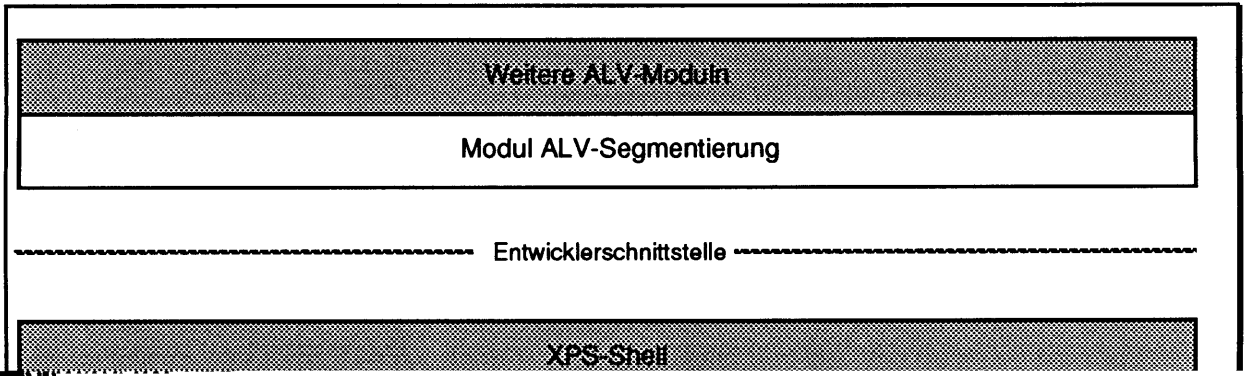 Weitere ALV-Moduln
Modul ALV-Segmentierung
Entwicklerschnittstelle
XPS-Shell